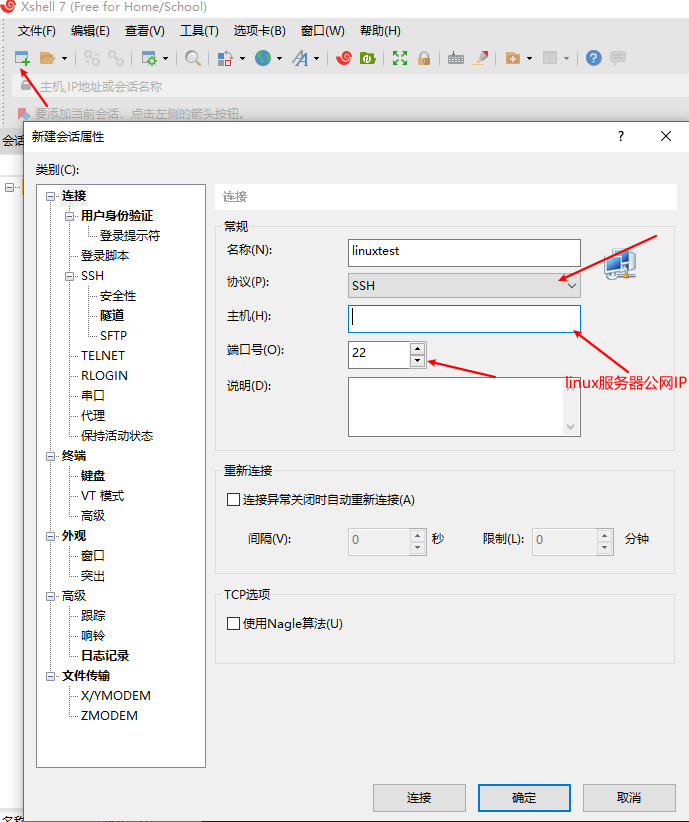 Xshell 7 (Free for Home/School)
文件(F) 编辑(E) 查看(V) 工具(T) 选项卡(B) 窗口(W) 帮助(H)
主机,IP地址或会话名称
要添加当前会话，点击左侧的箭头按钮。
会话
新建会话属性
类别(C):
连接
用户身份验证
登录提示符
登录脚本
SSH
安全性
隧道
SFTP
TELNET
RLOGIN
串口
代理
保持活动状态
终端
键盘
VT 模式
高级
外观
窗口
突出
高级
跟踪
响铃
日志记录
文件传输
X/YMODEM
ZMODEM
连接
常规
名称(N): linuxtest
协议(P): SSH
主机(H):
端口号(O): 22
linux服务器公网IP
说明(D):
重新连接
连接异常关闭时自动重新连接(A)
间隔(V): 0 秒 限制(L): 0 分钟
TCP选项
使用Nagle算法(U)
连接 确定 取消